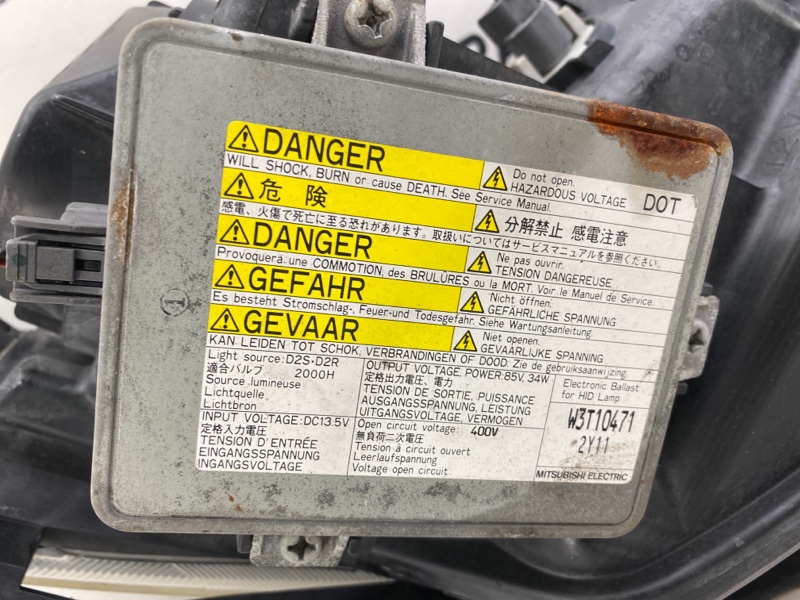 DANGER
WILL SHOCK, BURN or cause DEATH. See Service Manual.
Do not open.
HAZARDOUS VOLTAGE
DOT
危 険
感電、火傷で死亡に至る恐れがあります。取扱いについてはサービスマニュアルを参照ください。
分解禁止 感電注意
DANGER
Provoquera une COMMOTION, des BRULURES ou la MORT. Voir le Manuel de Service.
Ne pas ouvrir.
TENSION DANGEREUSE
GEFAHR
Es besteht Stromschlag-, Feuer-und Todesgefahr. Siehe Wartungsanleitung.
Nicht öffnen.
GEFÄHRLICHE SPANNUNG
GEVAAR
KAN LEIDEN TOT SCHOK, VERBRANDINGEN OF DOOD. Zie de gebruiksaanwijzing.
Niet openen.
GEVAARLIJKE SPANNING
Light source:D2S·D2R
適合バルブ 2000H
Source lumineuse
Lichtquelle
Lichtbron
OUTPUT VOLTAGE, POWER:85V, 34W
定格出力電圧、電力
TENSION DE SORTIE, PUISSANCE
AUSGANGSSPANNUNG, LEISTUNG
UITGANGSVOLTAGE, VERMOGEN
INPUT VOLTAGE:DC13.5V
定格入力電圧
TENSION D'ENTRÉE
EINGANGSSPANNUNG
INGANGSVOLTAGE
Open circuit voltage: 400V
無負荷二次電圧
Tension à circuit ouvert
Leerlaufspannung
Voltage open circuit
Electronic Ballast
for HID Lamp
W3T10471
2Y11
MITSUBISHI ELECTRIC